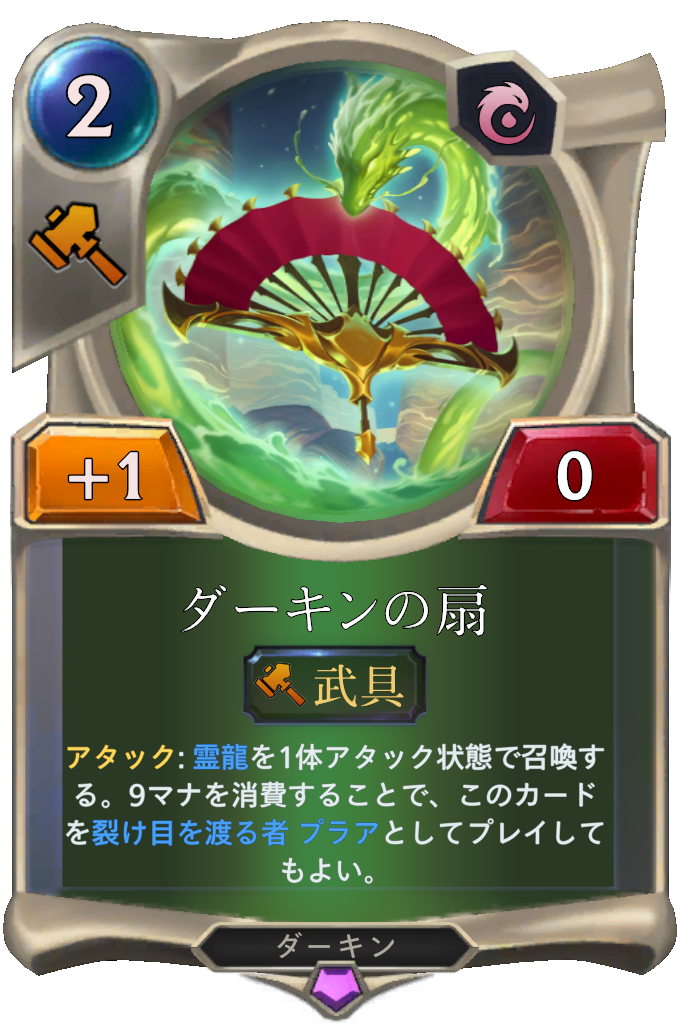 2
+1
0
ダーキンの扇
武具
アタック: 霊龍を1体アタック状態で召喚す
る。9マナを消費することで、このカード
を裂け目を渡る者 プラアとしてプレイして
もよい。
ダーキン